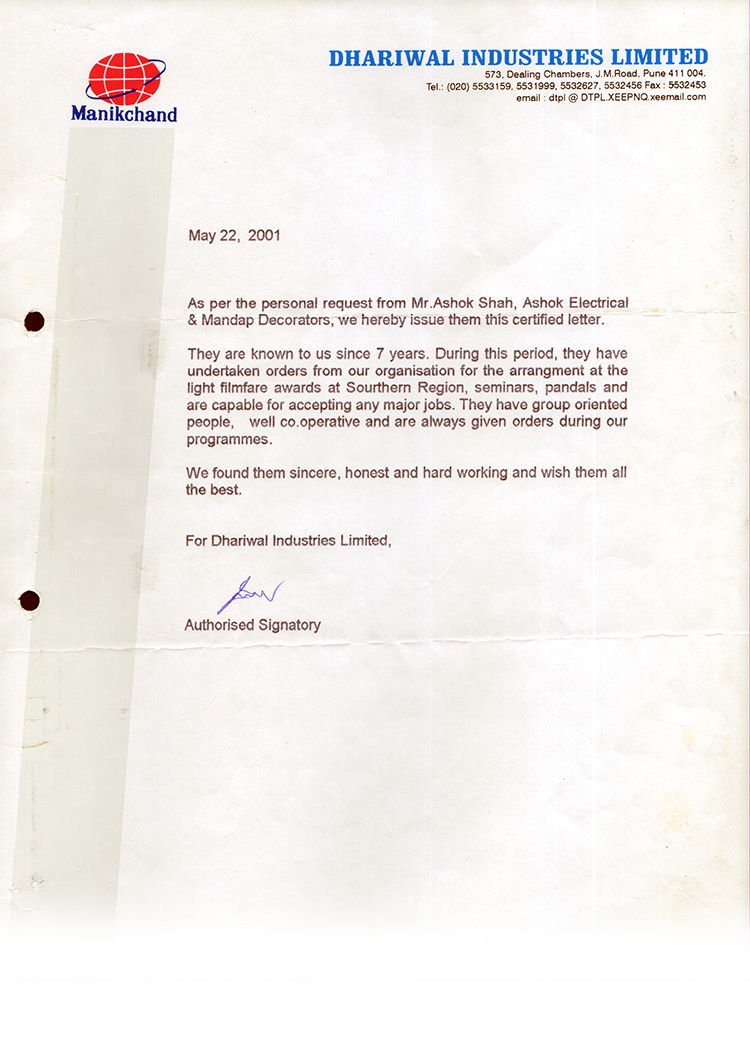 DHARIWAL INDUSTRIES LIMITED
573, Dealing Chambers, J.M.Road, Pune 411 004.
Tel.: (020) 5533159, 5531999, 5532627, 5532456 Fax : 5532453
email : dtpl @ DTPL.XEEPNQ.xeemail.com
Manikchand
May 22, 2001
As per the personal request from Mr.Ashok Shah, Ashok Electrical
& Mandap Decorators, we hereby issue them this certified letter.
They are known to us since 7 years. During this period, they have
undertaken orders from our organisation for the arrangment at the
light filmfare awards at Sourthern Region, seminars, pandals and
are capable for accepting any major jobs. They have group oriented
people, well co.operative and are always given orders during our
programmes.
We found them sincere, honest and hard working and wish them all
the best.
For Dhariwal Industries Limited,
Authorised Signatory